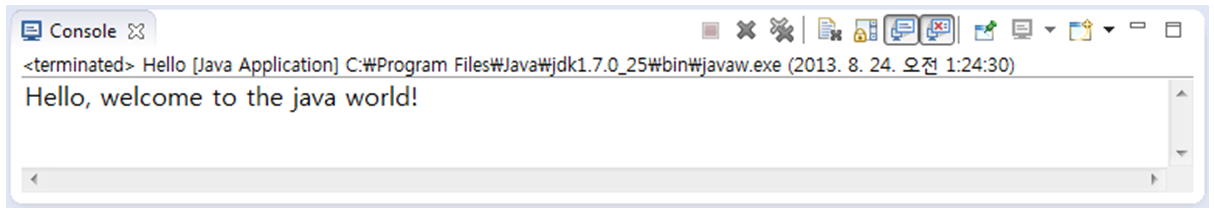 Console
<terminated> Hello [Java Application] C:₩Program Files₩Java₩jdk1.7.0_25₩bin₩javaw.exe (2013. 8. 24. 오전 1:24:30)
Hello, welcome to the java world!